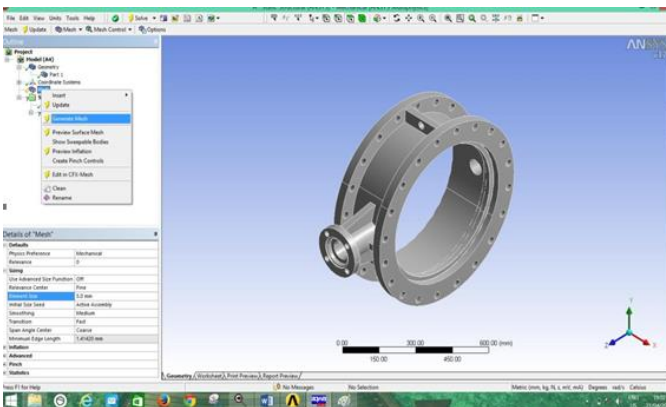 File Edit View Units Tools Help
Solve
Mesh Update Mesh Mesh Control Options
Outline
Project
Model (A4)
Geometry
Part 1
Coordinate Systems
Insert
Update
Generate Mesh
Preview Surface Mesh
Show Sweepable Bodies
Preview Inflation
Create Pinch Controls
Edit in CFX-Mesh
Clean
Rename
Details of "Mesh"
Defaults
Physics Preference Mechanical
Relevance 0
Sizing
Use Advanced Size Function Off
Relevance Center Fine
Element Size 5.0 mm
Initial Size Seed Active Assembly
Smoothing Medium
Transition Fast
Span Angle Center Coarse
Minimum Edge Length 1.41420 mm
Inflation
Advanced
Pinch
Statistics
0.00 300.00 600.00 (mm)
150.00 450.00
Y
Z X
Geometry Worksheet Print Preview Report Preview
Press F1 for Help
No Messages
No Selection
Metric (mm, kg, N, s, mV, mA) Degrees rad/s Celsius